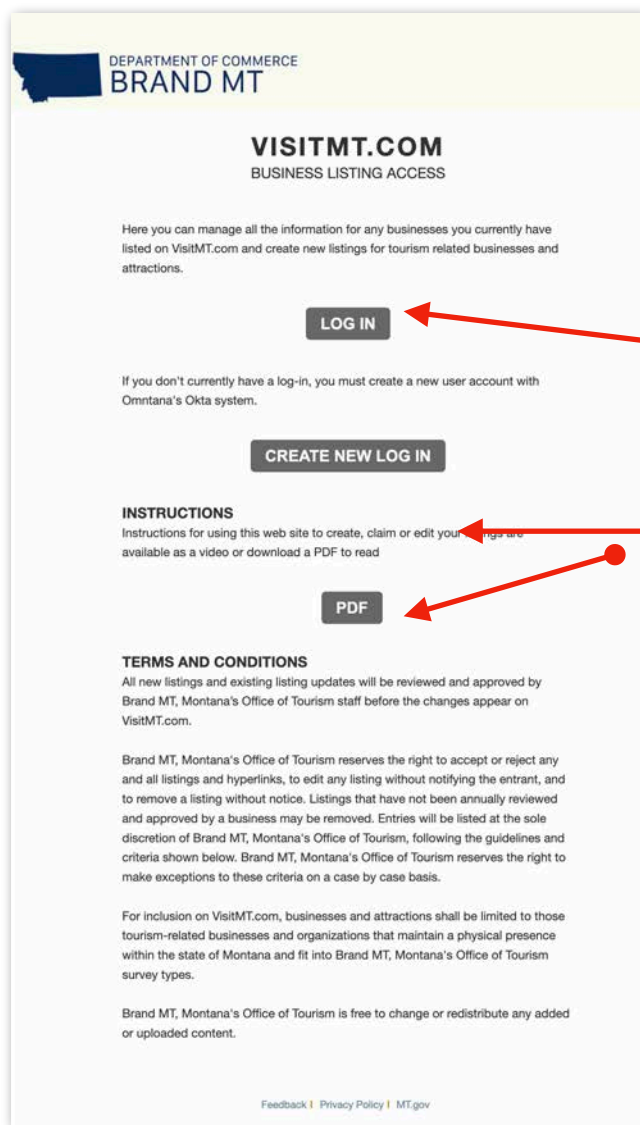 DEPARTMENT OF COMMERCE
BRAND MT
VISITMT.COM
BUSINESS LISTING ACCESS
Here you can manage all the information for any businesses you currently have
listed on VisitMT.com and create new listings for tourism related businesses and
attractions.
LOG IN
If you don't currently have a log-in, you must create a new user account with
Omntana's Okta system.
CREATE NEW LOG IN
INSTRUCTIONS
Instructions for using this web site to create, claim or edit your are
available as a video or download a PDF to read
PDF
TERMS AND CONDITIONS
All new listings and existing listing updates will be reviewed and approved by
Brand MT, Montana's Office of Tourism staff before the changes appear on
VisitMT.com.
Brand MT, Montana's Office of Tourism reserves the right to accept or reject any
and all listings and hyperlinks, to edit any listing without notifying the entrant, and
to remove a listing without notice. Listings that have not been annually reviewed
and approved by a business may be removed. Entries will be listed at the sole
discretion of Brand MT, Montana's Office of Tourism, following the guidelines and
criteria shown below. Brand MT, Montana's Office of Tourism reserves the right to
make exceptions to these criteria on a case by case basis.
For inclusion on VisitMT.com, businesses and attractions shall be limited to those
tourism-related businesses and organizations that maintain a physical presence
within the state of Montana and fit into Brand MT, Montana's Office of Tourism
survey types.
Brand MT, Montana's Office of Tourism is free to change or redistribute any added
or uploaded content.
Feedback | Privacy Policy | MT.gov